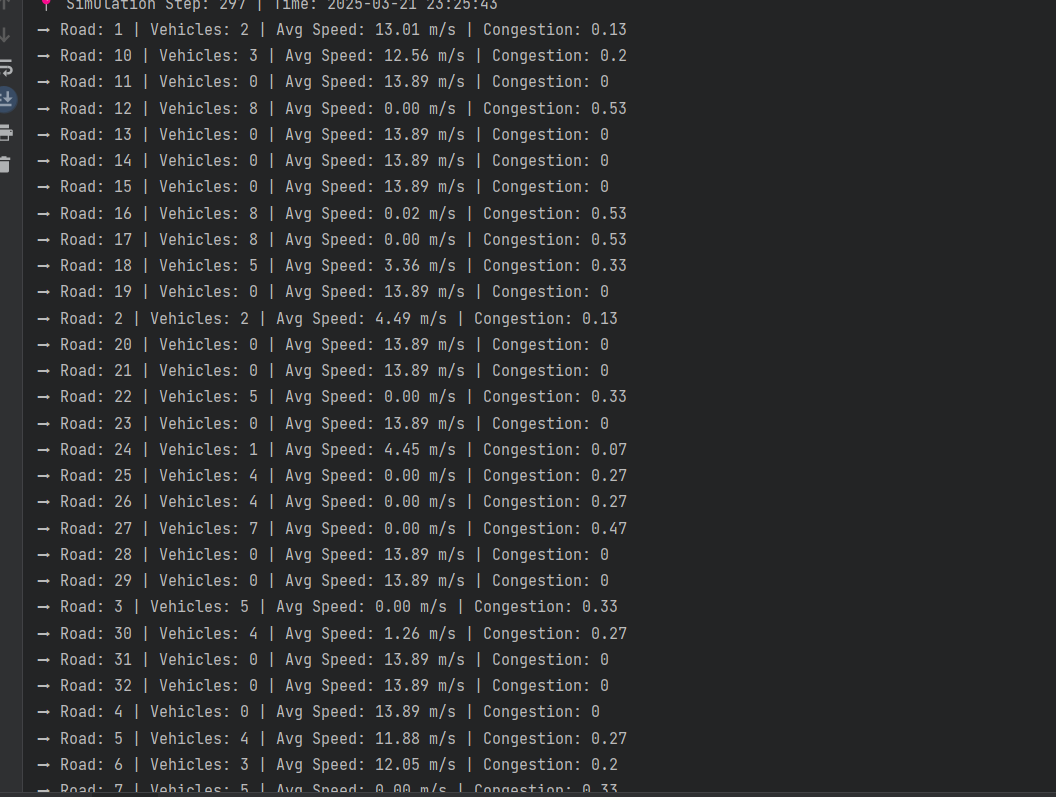 Simulation Step: 297 | Time: 2025-03-21 23:25:43
→ Road: 1 | Vehicles: 2 | Avg Speed: 13.01 m/s | Congestion: 0.13
→ Road: 10 | Vehicles: 3 | Avg Speed: 12.56 m/s | Congestion: 0.2
→ Road: 11 | Vehicles: 0 | Avg Speed: 13.89 m/s | Congestion: 0
→ Road: 12 | Vehicles: 8 | Avg Speed: 0.00 m/s | Congestion: 0.53
→ Road: 13 | Vehicles: 0 | Avg Speed: 13.89 m/s | Congestion: 0
→ Road: 14 | Vehicles: 0 | Avg Speed: 13.89 m/s | Congestion: 0
→ Road: 15 | Vehicles: 0 | Avg Speed: 13.89 m/s | Congestion: 0
→ Road: 16 | Vehicles: 8 | Avg Speed: 0.02 m/s | Congestion: 0.53
→ Road: 17 | Vehicles: 8 | Avg Speed: 0.00 m/s | Congestion: 0.53
→ Road: 18 | Vehicles: 5 | Avg Speed: 3.36 m/s | Congestion: 0.33
→ Road: 19 | Vehicles: 0 | Avg Speed: 13.89 m/s | Congestion: 0
→ Road: 2 | Vehicles: 2 | Avg Speed: 4.49 m/s | Congestion: 0.13
→ Road: 20 | Vehicles: 0 | Avg Speed: 13.89 m/s | Congestion: 0
→ Road: 21 | Vehicles: 0 | Avg Speed: 13.89 m/s | Congestion: 0
→ Road: 22 | Vehicles: 5 | Avg Speed: 0.00 m/s | Congestion: 0.33
→ Road: 23 | Vehicles: 0 | Avg Speed: 13.89 m/s | Congestion: 0
→ Road: 24 | Vehicles: 1 | Avg Speed: 4.45 m/s | Congestion: 0.07
→ Road: 25 | Vehicles: 4 | Avg Speed: 0.00 m/s | Congestion: 0.27
→ Road: 26 | Vehicles: 4 | Avg Speed: 0.00 m/s | Congestion: 0.27
→ Road: 27 | Vehicles: 7 | Avg Speed: 0.00 m/s | Congestion: 0.47
→ Road: 28 | Vehicles: 0 | Avg Speed: 13.89 m/s | Congestion: 0
→ Road: 29 | Vehicles: 0 | Avg Speed: 13.89 m/s | Congestion: 0
→ Road: 3 | Vehicles: 5 | Avg Speed: 0.00 m/s | Congestion: 0.33
→ Road: 30 | Vehicles: 4 | Avg Speed: 1.26 m/s | Congestion: 0.27
→ Road: 31 | Vehicles: 0 | Avg Speed: 13.89 m/s | Congestion: 0
→ Road: 32 | Vehicles: 0 | Avg Speed: 13.89 m/s | Congestion: 0
→ Road: 4 | Vehicles: 0 | Avg Speed: 13.89 m/s | Congestion: 0
→ Road: 5 | Vehicles: 4 | Avg Speed: 11.88 m/s | Congestion: 0.27
→ Road: 6 | Vehicles: 3 | Avg Speed: 12.05 m/s | Congestion: 0.2
→ Road: 7 | Vehicles: 5 | Avg Speed: 0.00 m/s | Congestion: 0.33